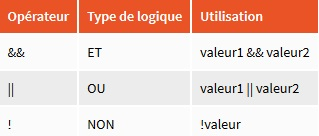 Opérateur Type de logique Utilisation
&& ET valeur1 && valeur2
|| OU valeur1 || valeur2
! NON !valeur